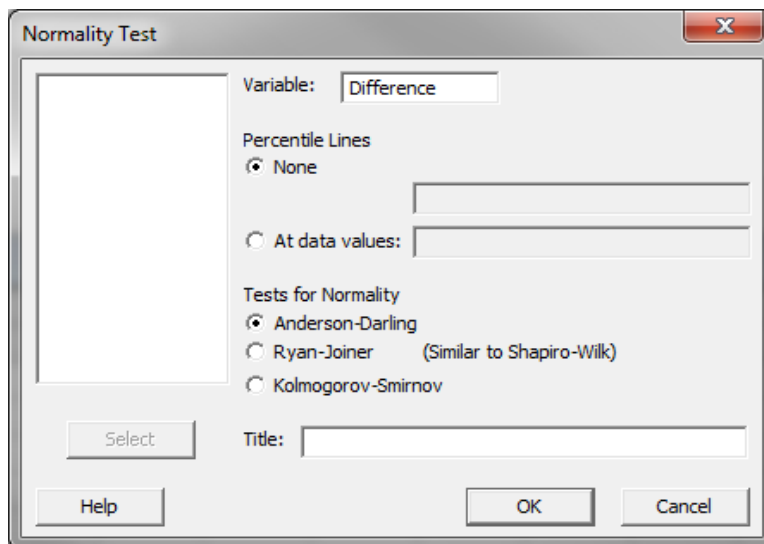 Normality Test
Variable: Difference
Percentile Lines
None
At data values:
Tests for Normality
Anderson-Darling
Ryan-Joiner (Similar to Shapiro-Wilk)
Kolmogorov-Smirnov
Select
Title:
Help
OK
Cancel